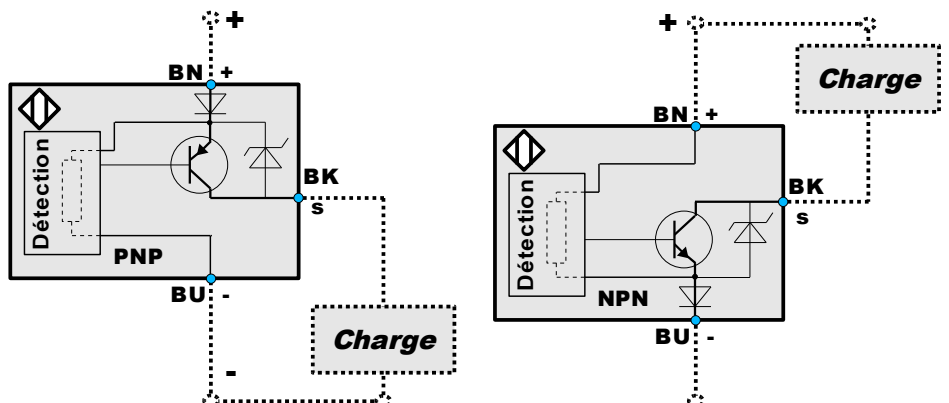 +
BN +
Détection
BK
s
PNP
BU -
Charge
-
+
Charge
BN +
Détection
BK
s
NPN
BU -